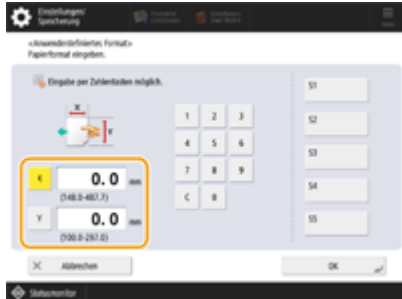 Einstellungen/
Speicherung
<Anwenderdefiniertes Format>
Papierformat eingeben.
Eingabe per Zahlentasten möglich.
X
Y
1 2 3
4 5 6
7 8 9
C 0
X 0.0 mm
(148.0-487.7)
Y 0.0 mm
(100.0-297.0)
S1
S2
S3
S4
S5
Abbrechen
OK
Statusmonitor